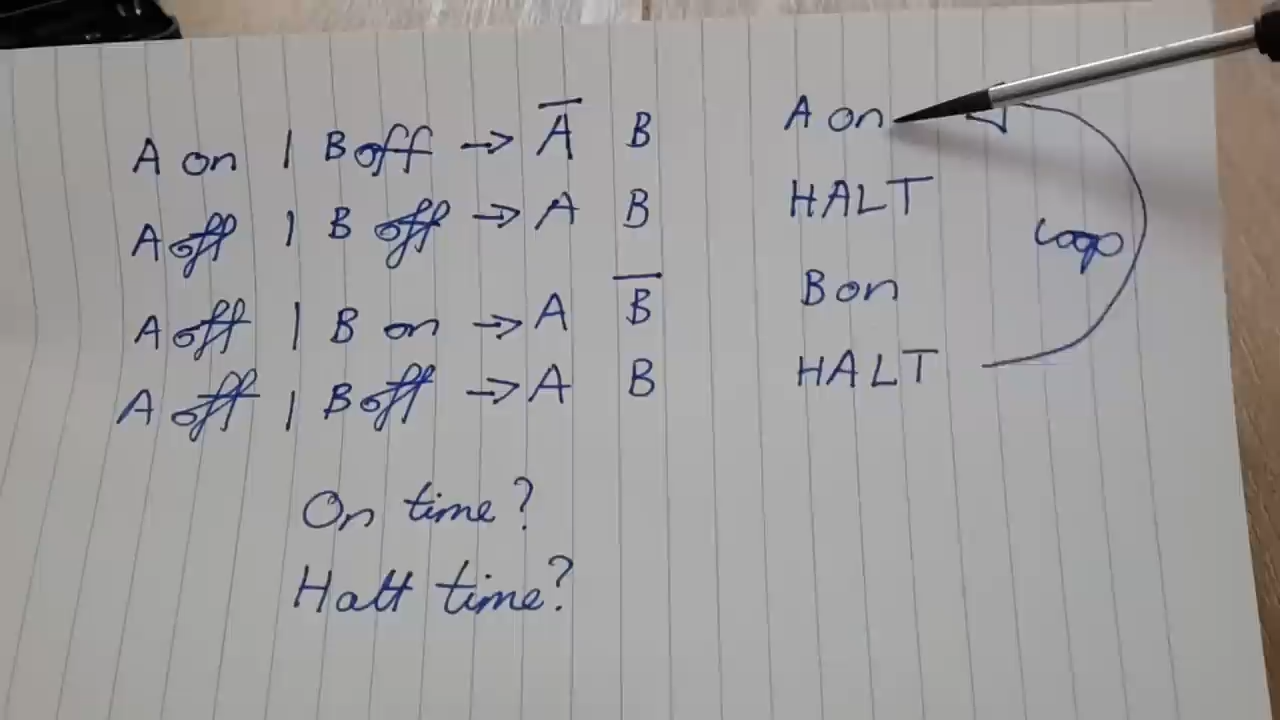 A on | B off → A̅ B
A off | B off → A B
A off | B on → A B̅
A off | B off → A B
On time?
Halt time?
A on
HALT
Loop
B on
HALT